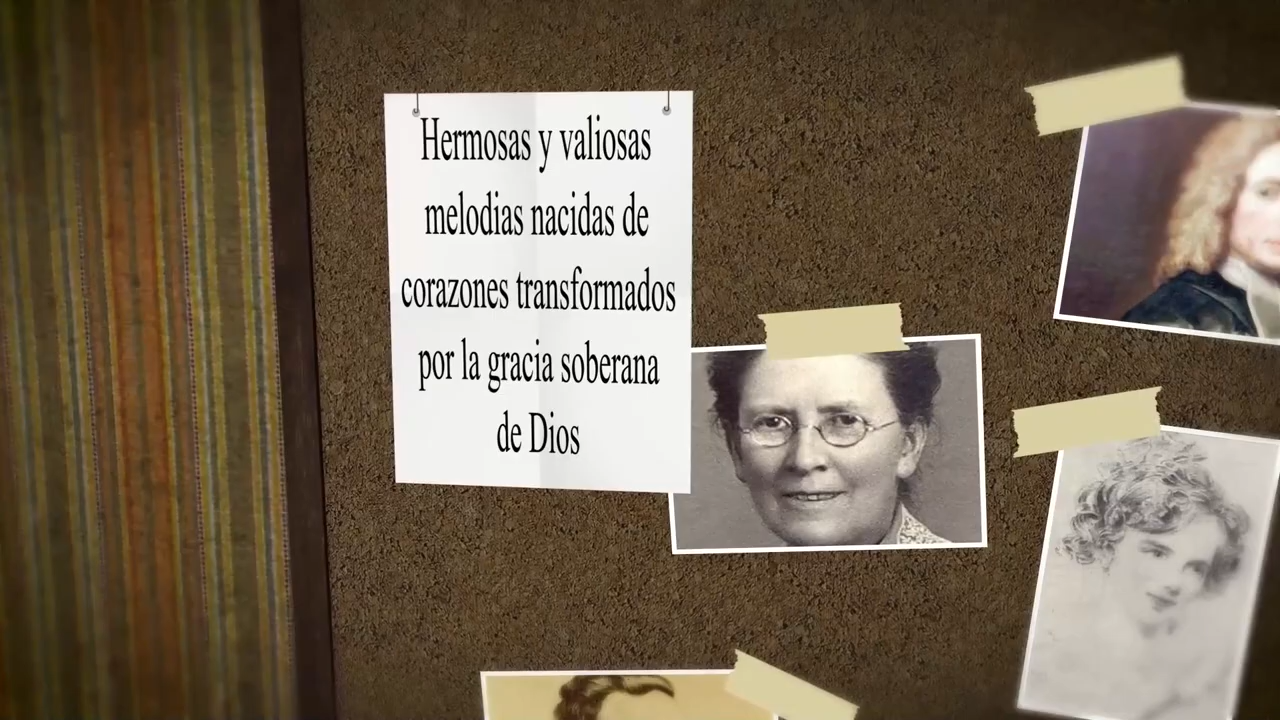 Hermosas y valiosas
melodias nacidas de
corazones transformados
por la gracia soberana
de Dios